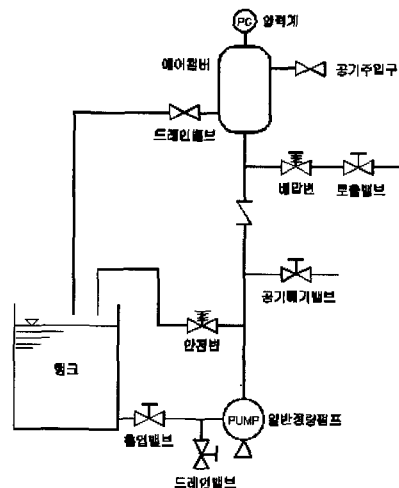 PG 압력계
에어챔버
공기주입구
드레인밸브
배압변
토출밸브
공기빼기밸브
안전변
탱크
흡입밸브
PUMP
일반정량펌프
드레인밸브